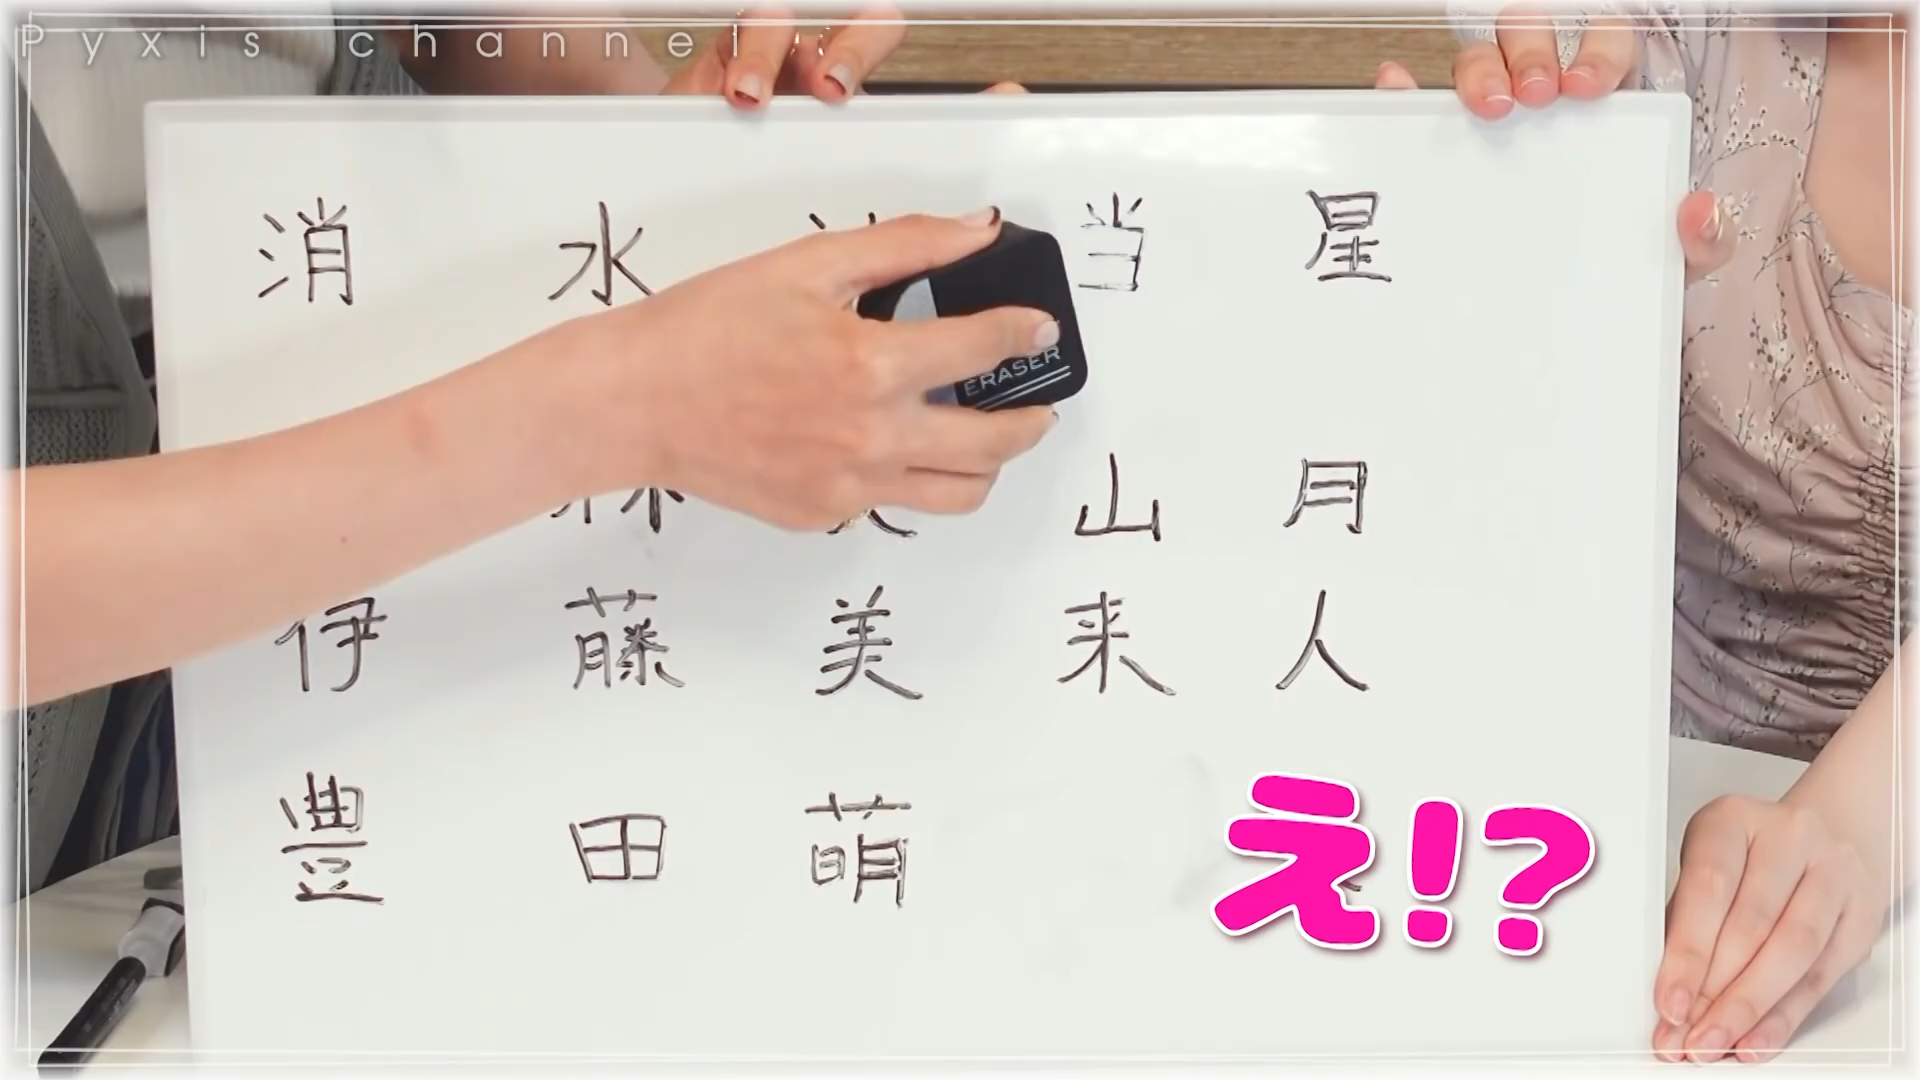 Pyxis channel
消 水 当 星
ERASER
山 月
伊 藤 美 来 人
豊 田 萌
え!?